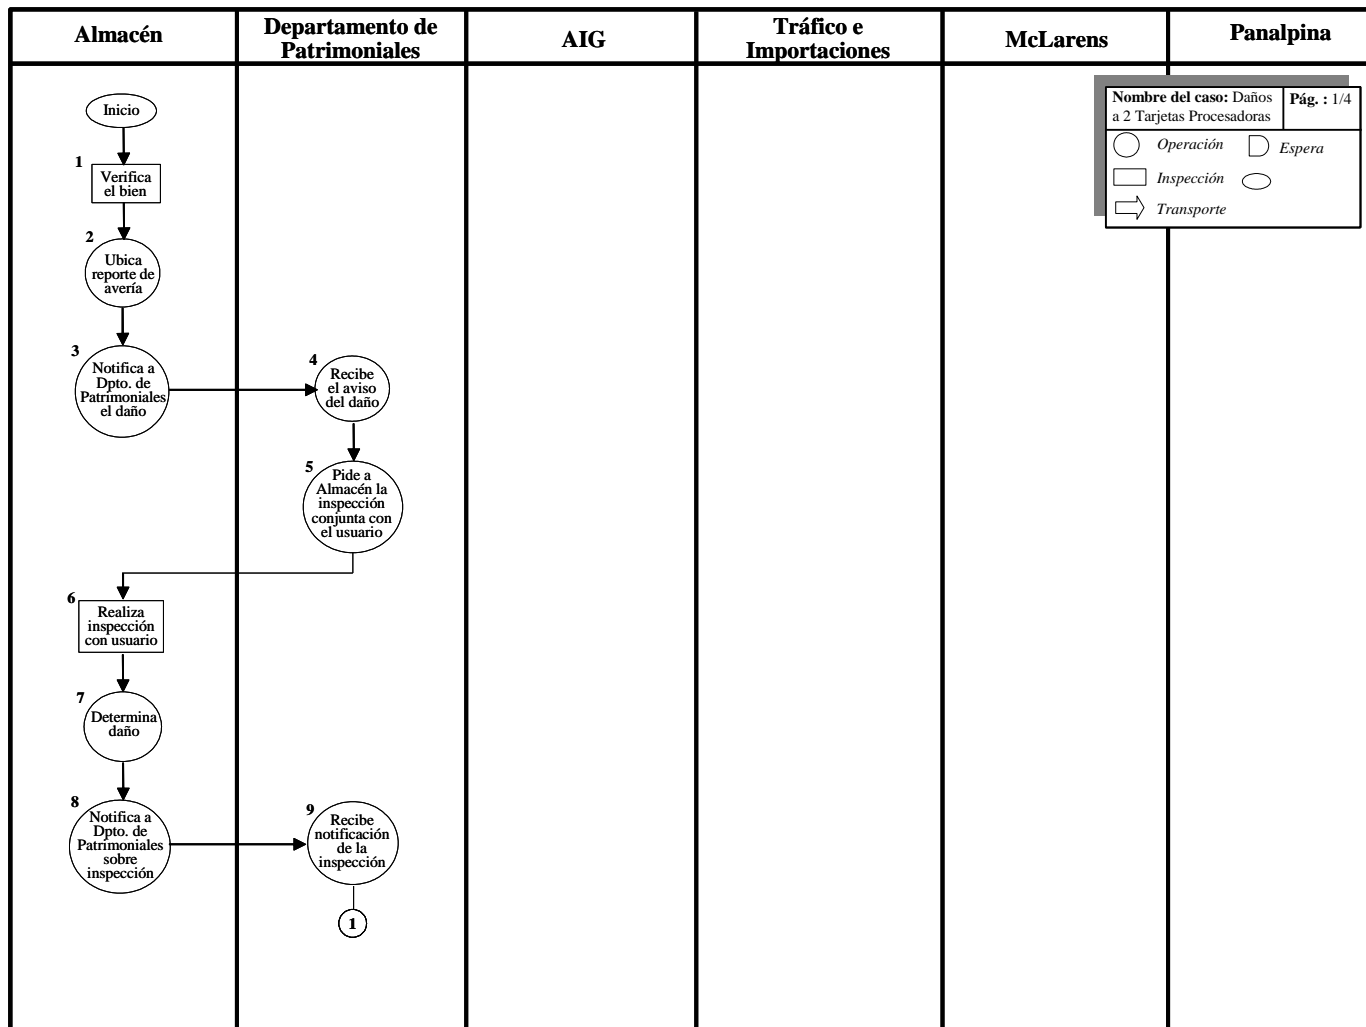 Almacén
Departamento de
Patrimoniales
AIG
Tráfico e
Importaciones
McLarens
Panalpina
Nombre del caso: Daños
a 2 Tarjetas Procesadoras
Pág. : 1/4
Operación
Espera
Inspección
Transporte
Inicio
1
Verifica
el bien
2
Ubica
reporte de
avería
3
Notifica a
Dpto. de
Patrimoniales
el daño
4
Recibe
el aviso
del daño
5
Pide a
Almacén la
inspección
conjunta con
el usuario
6
Realiza
inspección
con usuario
7
Determina
daño
8
Notifica a
Dpto. de
Patrimoniales
sobre
inspección
9
Recibe
notificación
de la
inspección
1